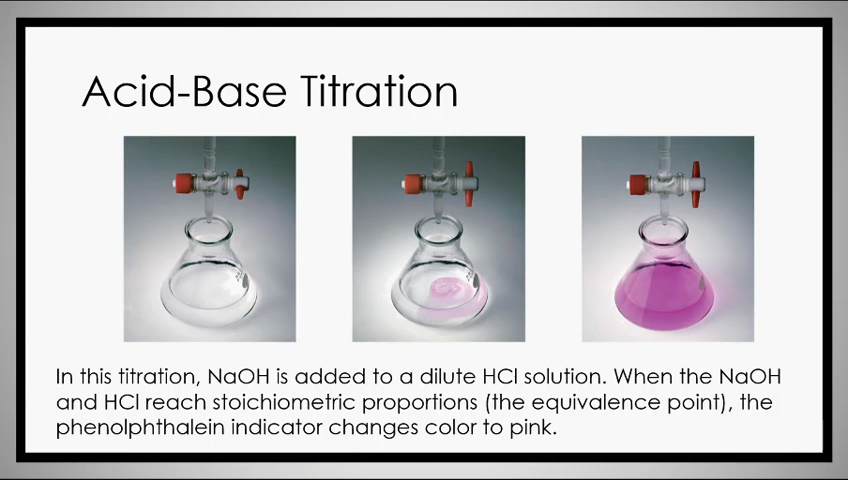 Acid-Base Titration
In this titration, NaOH is added to a dilute HCl solution. When the NaOH
and HCl reach stoichiometric proportions (the equivalence point), the
phenolphthalein indicator changes color to pink.